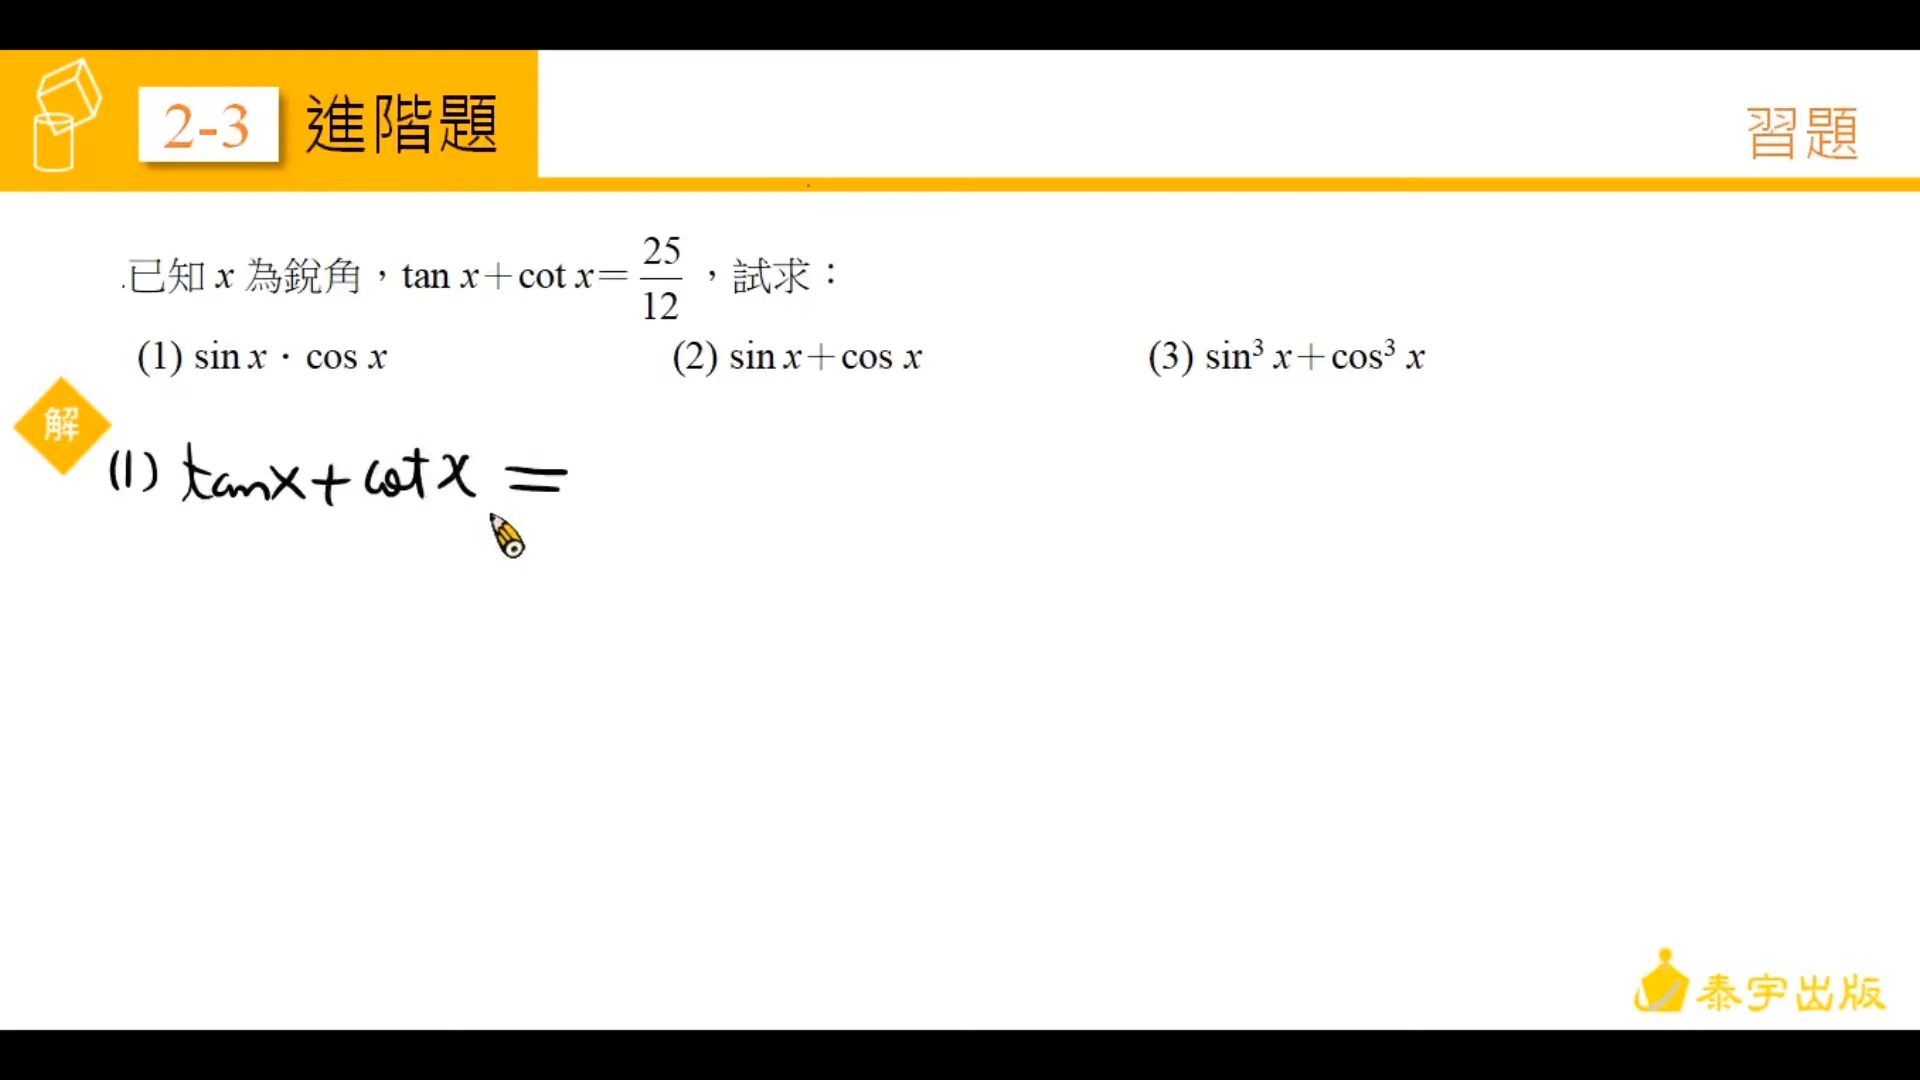 2-3 進階題
習題
已知 x 為銳角，tan x＋cot x＝25/12，試求：
(1) sin x．cos x (2) sin x＋cos x (3) sin³ x＋cos³ x
解
(1) tanx+cotx =
泰宇出版